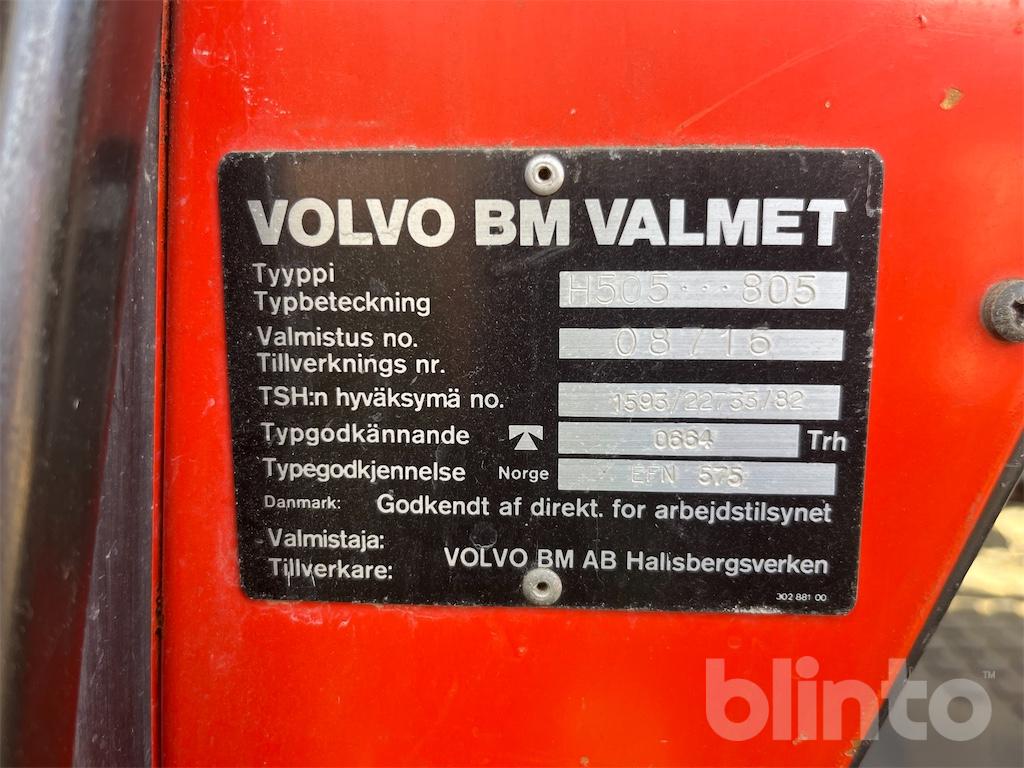 VOLVO BM VALMET
Tyyppi
Typbeteckning
H505···805
Valmistus no.
Tillverknings nr.
08716
TSH:n hyväksymä no. 1593/22733/82
Typgodkännande 0664 Trh
Typegodkjennelse Norge EFN 575
Danmark: Godkendt af direkt. for arbejdstilsynet
Valmistaja:
Tillverkare:
VOLVO BM AB Hallsbergsverken
302 881 00
blinto™